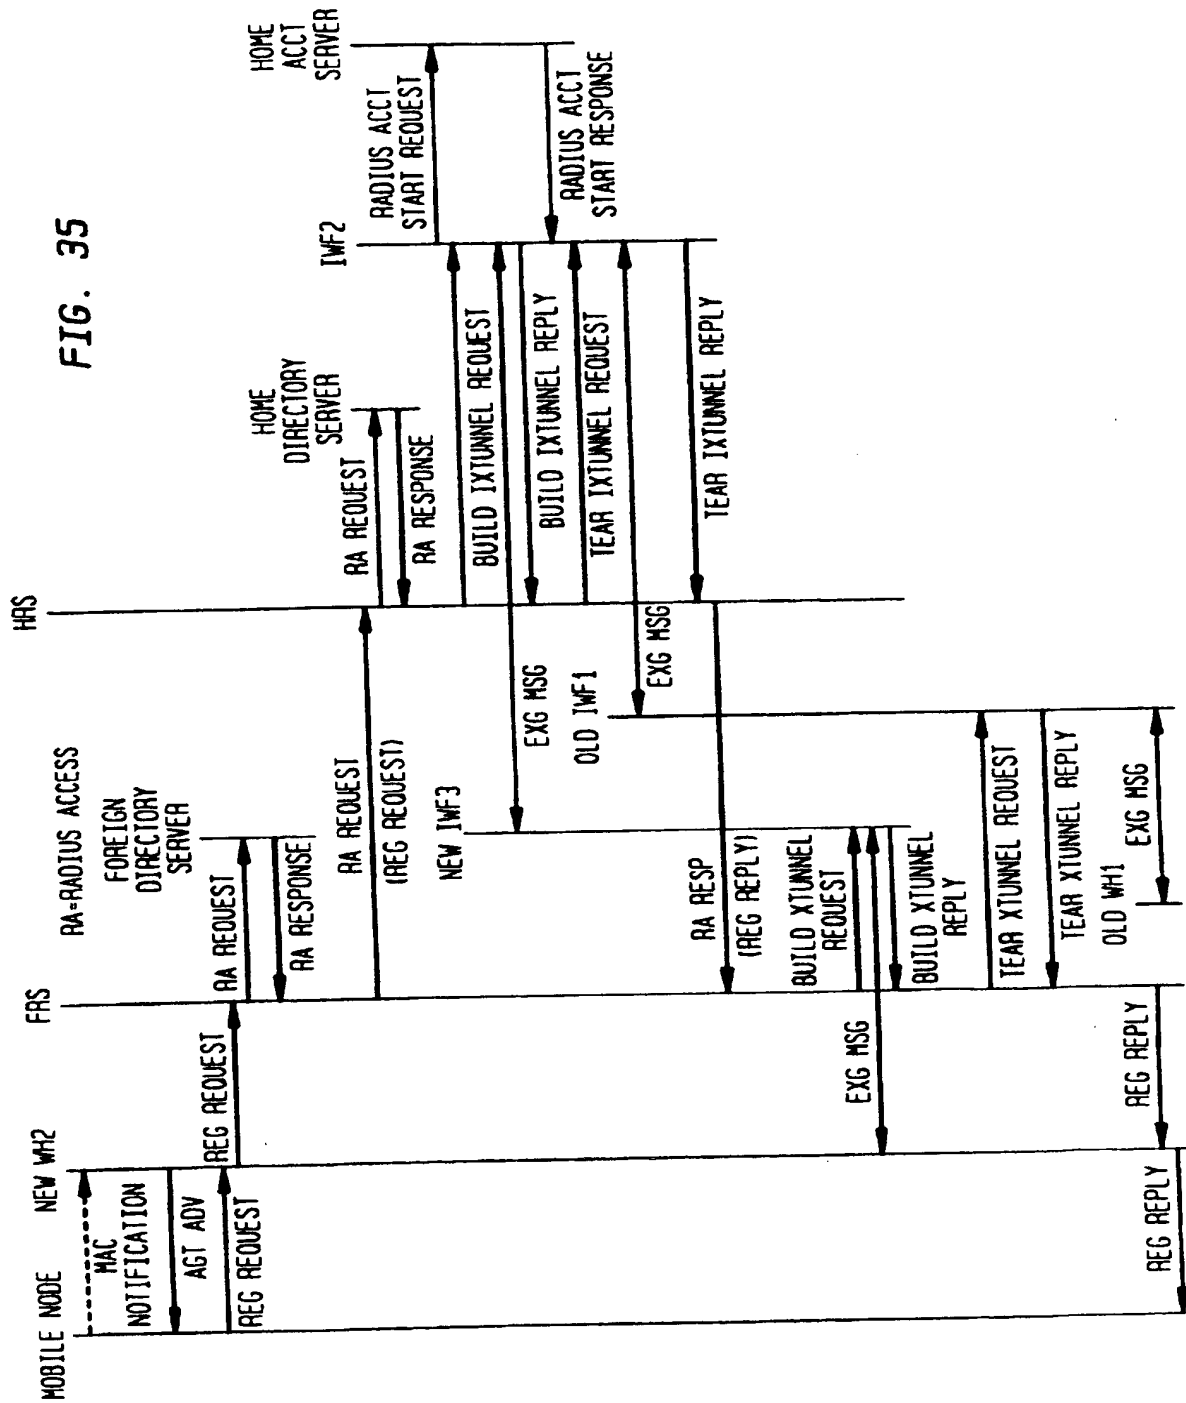 FIG. 35
RA=RADIUS ACCESS
MOBILE NODE
NEW WH2
FRS
FOREIGN
DIRECTORY
SERVER
HRS
HOME
DIRECTORY
SERVER
IWF2
HOME
ACCT
SERVER
MAC
NOTIFICATION
AGT ADV
REG REQUEST
REG REQUEST
RA REQUEST
RA RESPONSE
RA REQUEST
(REG REQUEST)
RA REQUEST
RA RESPONSE
RADIUS ACCT
START REQUEST
BUILD IXTUNNEL REQUEST
NEW IWF3
EXG MSG
BUILD IXTUNNEL REPLY
RADIUS ACCT
START RESPONSE
TEAR IXTUNNEL REQUEST
OLD IWF1
EXG MSG
TEAR IXTUNNEL REPLY
RA RESP
(REG REPLY)
BUILD XTUNNEL
REQUEST
EXG MSG
BUILD XTUNNEL
REPLY
TEAR XTUNNEL REQUEST
TEAR XTUNNEL REPLY
OLD WH1
EXG MSG
REG REPLY
REG REPLY